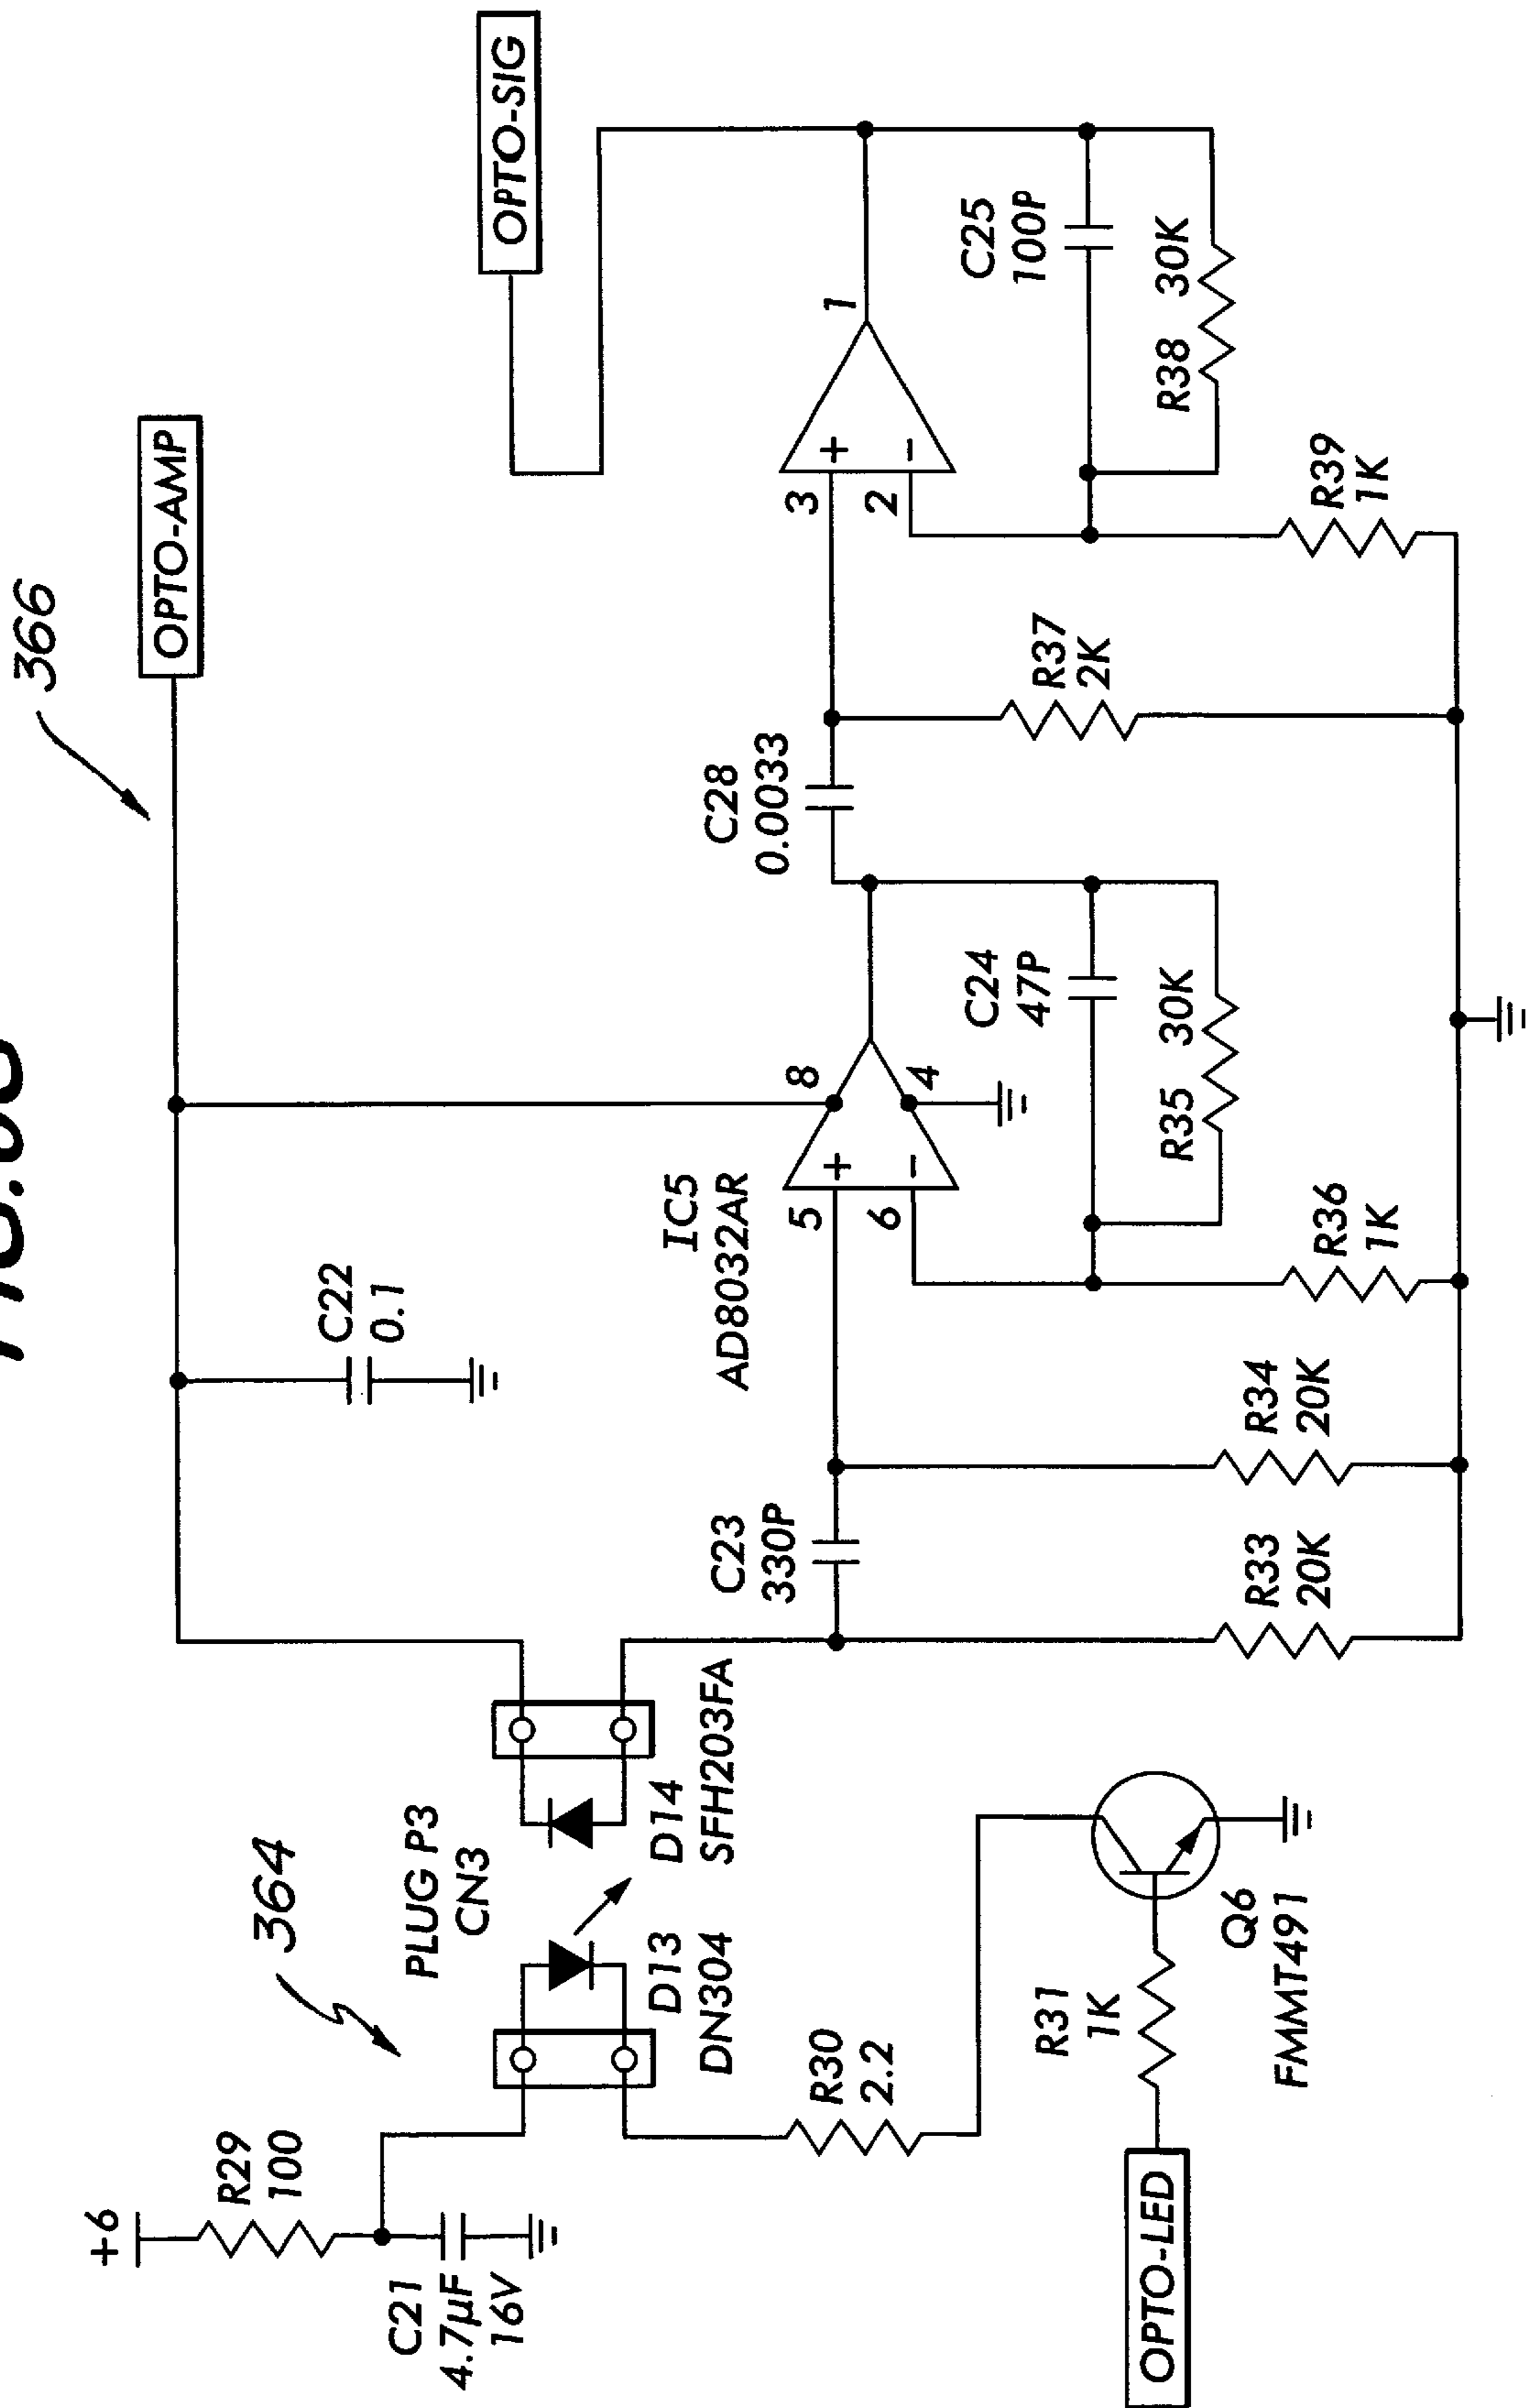 366
OPTO-AMP
OPTO-SIG
364
PLUG P3
CN3
+6
R29
100
C21
4.7µF
16V
D13
DN304
D14
SFH203FA
R30
2.2
OPTO-LED
R31
1K
Q6
FMMT491
C22
0.1
C23
330P
R33
20K
R34
20K
IC5
AD8032AR
5
+
6
-
8
4
C24
47P
R35 30K
R36
1K
C28
0.0033
R37
2K
3
+
2
-
1
C25
100P
R38 30K
R39
1K